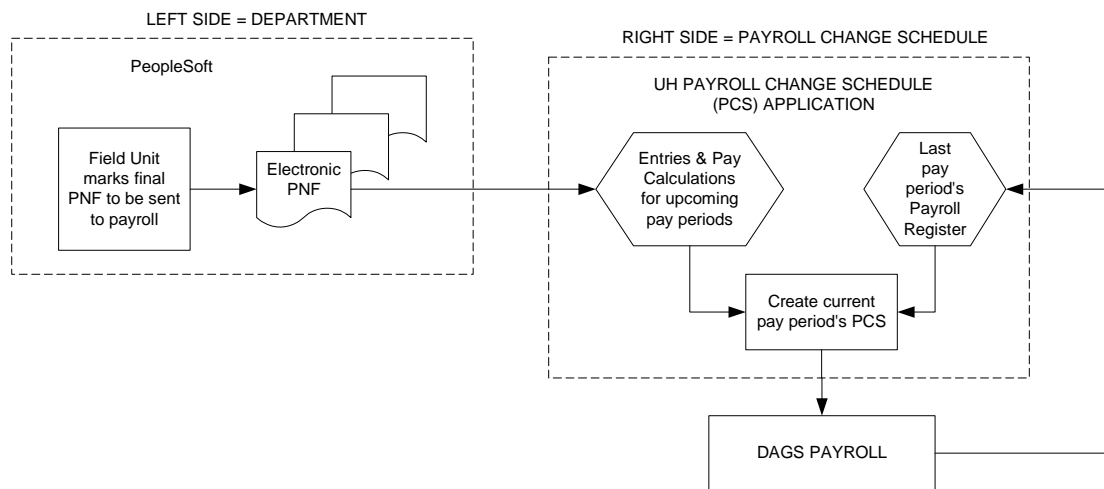 LEFT SIDE = DEPARTMENT
PeopleSoft
Field Unit
marks final
PNF to be sent
to payroll
Electronic
PNF
RIGHT SIDE = PAYROLL CHANGE SCHEDULE
UH PAYROLL CHANGE SCHEDULE
(PCS) APPLICATION
Entries & Pay
Calculations
for upcoming
pay periods
Last
pay
period's
Payroll
Register
Create current
pay period's PCS
DAGS PAYROLL